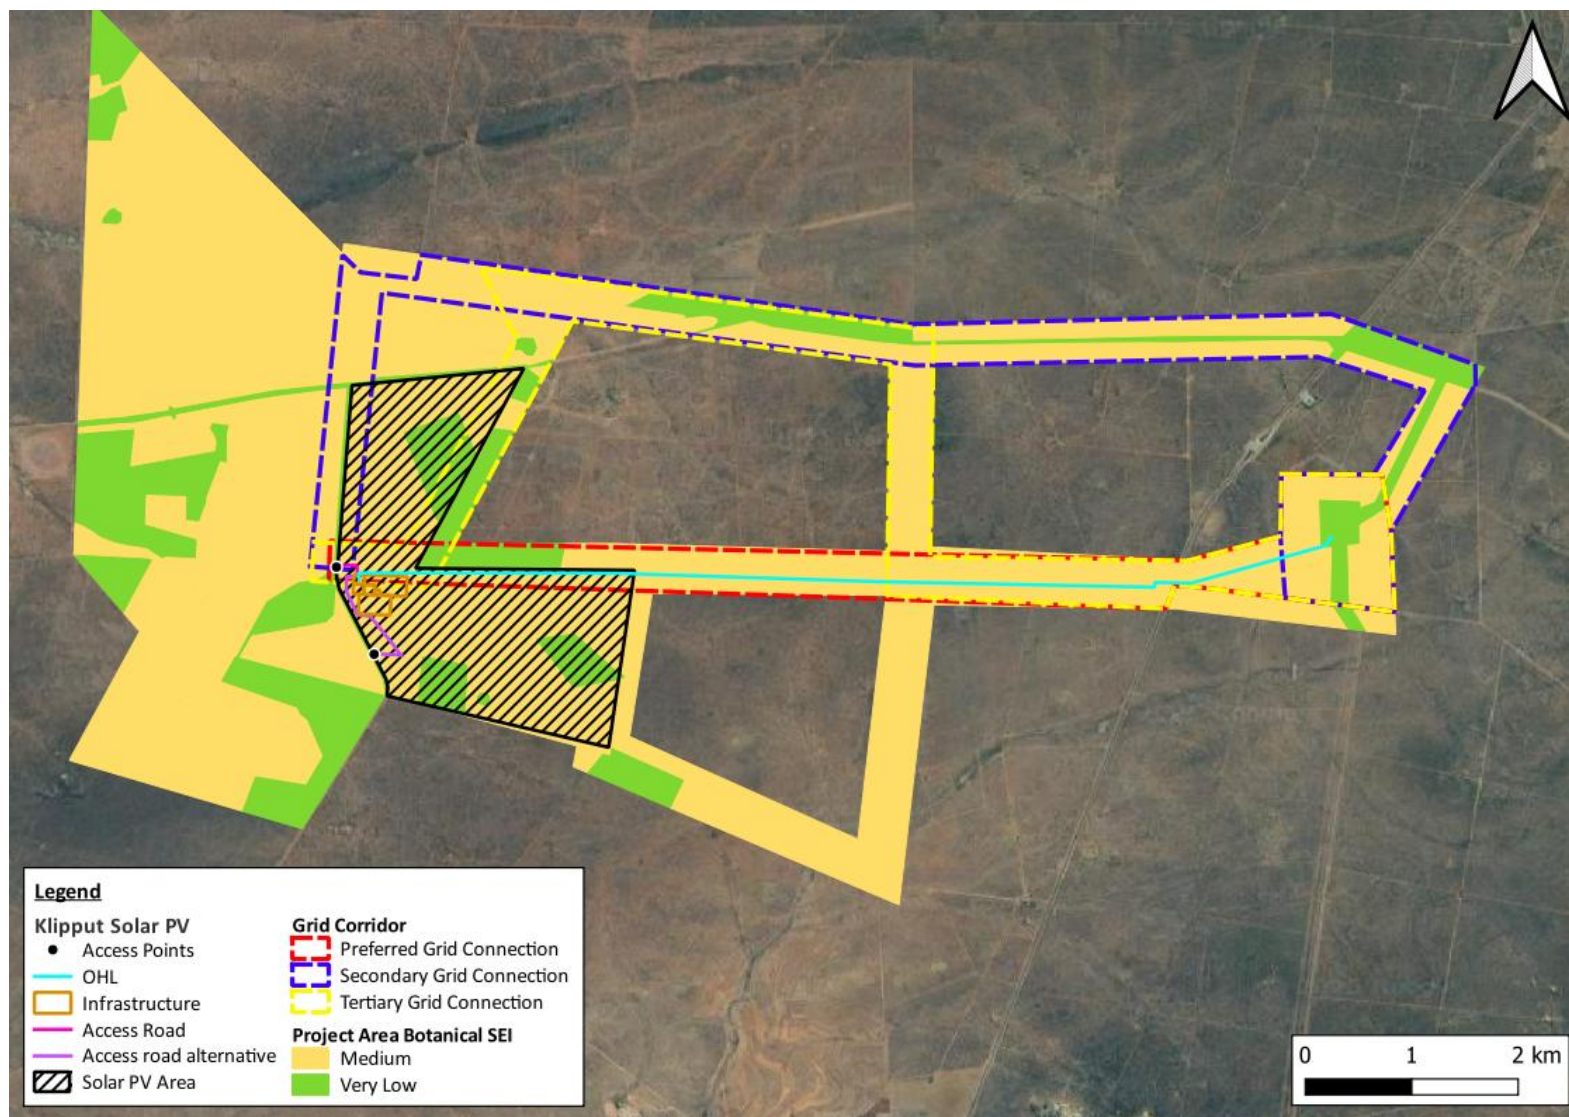 Legend
Klipput Solar PV
Access Points
OHL
Infrastructure
Access Road
Access road alternative
Solar PV Area
Grid Corridor
Preferred Grid Connection
Secondary Grid Connection
Tertiary Grid Connection
Project Area Botanical SEI
Medium
Very Low
0 1 2 km